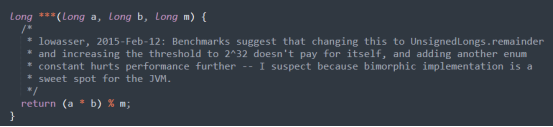 long ***(long a, long b, long m) {
/*
* lowasser, 2015-Feb-12: Benchmarks suggest that changing this to UnsignedLongs.remainder
* and increasing the threshold to 2^32 doesn't pay for itself, and adding another enum
* constant hurts performance further -- I suspect because bimorphic implementation is a
* sweet spot for the JVM.
*/
return (a * b) % m;
}